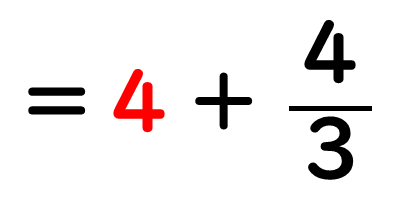 = 4 + 4/3